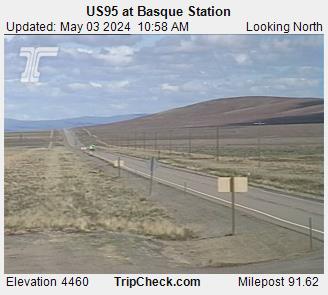 US95 at Basque Station
Updated: May 03 2024 10:58 AM Looking North
Elevation 4460 TripCheck.com Milepost 91.62